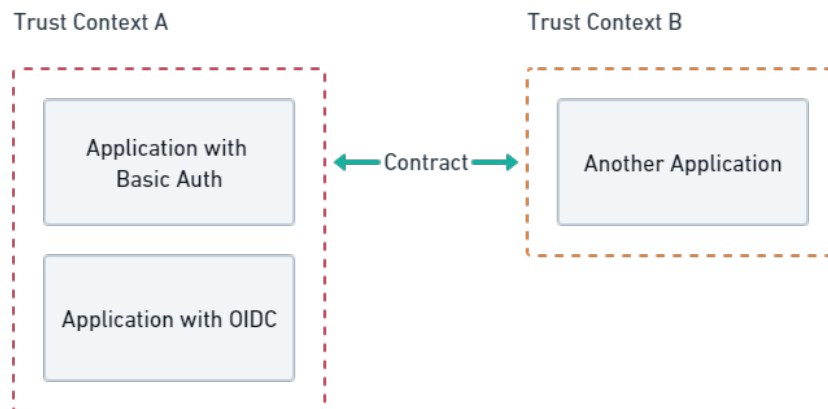 Trust Context A
Trust Context B
Application with
Basic Auth
Contract
Another Application
Application with OIDC